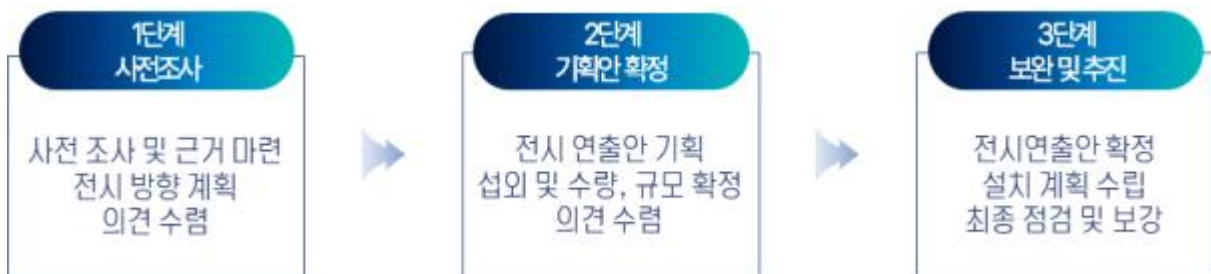 1단계
사전조사
사전 조사 및 근거 마련
전시 방향 계획
의견 수렴
2단계
기획안 확정
전시 연출안 기획
섭외 및 수량, 규모 확정
의견 수렴
3단계
보완 및 추진
전시연출안 확정
설치 계획 수립
최종 점검 및 보강